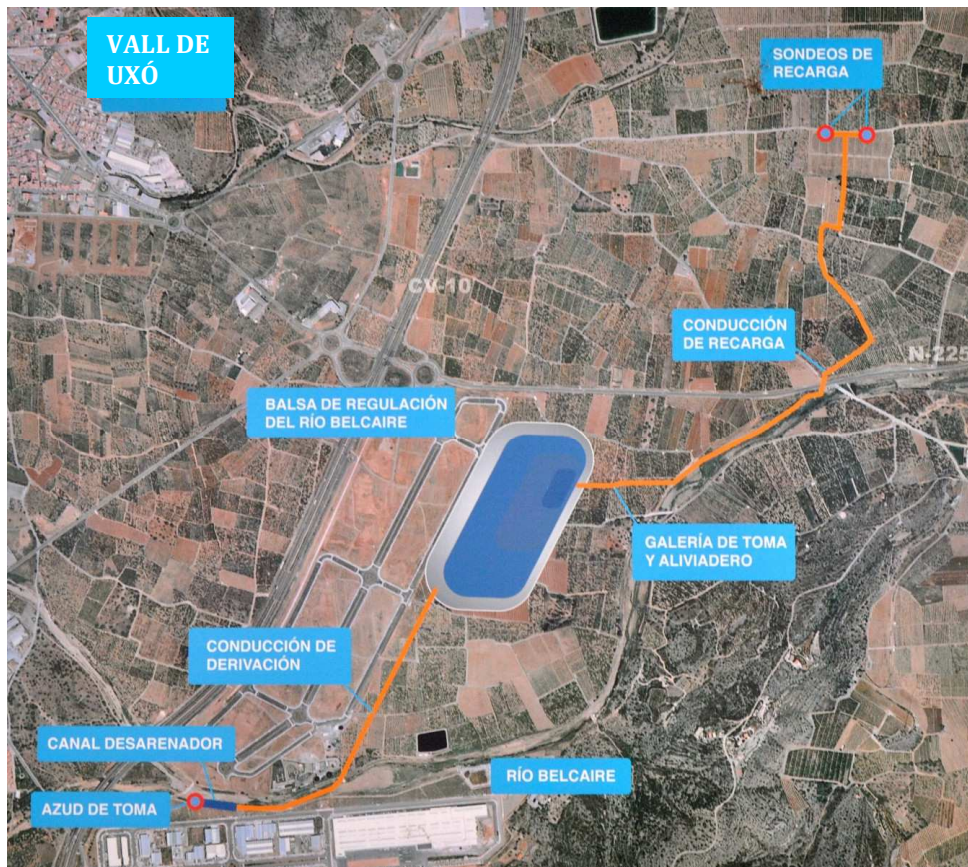 VALL DE
UXÓ
SONDEOS DE
RECARGA
CV-10
CONDUCCIÓN
DE RECARGA
N-225
BALSA DE REGULACIÓN
DEL RÍO BELCAIRE
GALERÍA DE TOMA
Y ALIVIADERO
CONDUCCIÓN DE
DERIVACIÓN
CANAL DESARENADOR
RÍO BELCAIRE
AZUD DE TOMA